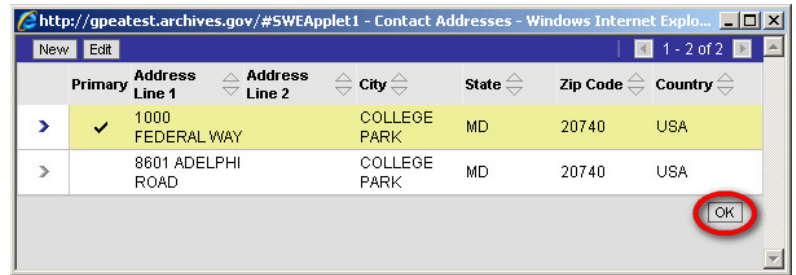 http://gpeatest.archives.gov/#SWEApplet1 - Contact Addresses - Windows Internet Explo...
New Edit 1 - 2 of 2
Primary Address Line 1 Address Line 2 City State Zip Code Country
1000 FEDERAL WAY COLLEGE PARK MD 20740 USA
8601 ADELPHI ROAD COLLEGE PARK MD 20740 USA
OK